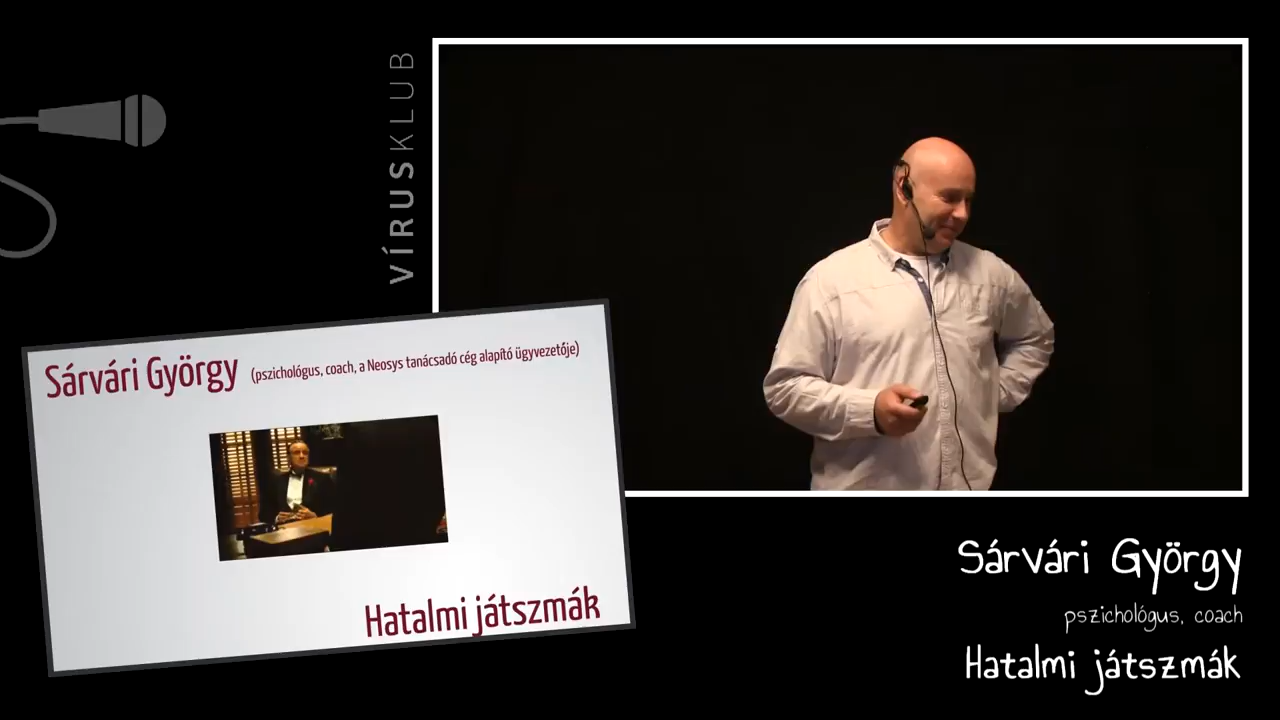 VÍRUSKLUB
Sárvári György (pszichológus, coach, a Neosys tanácsadó cég alapító ügyvezetője)
Hatalmi játszmák
Sárvári György
pszichológus, coach
Hatalmi játszmák